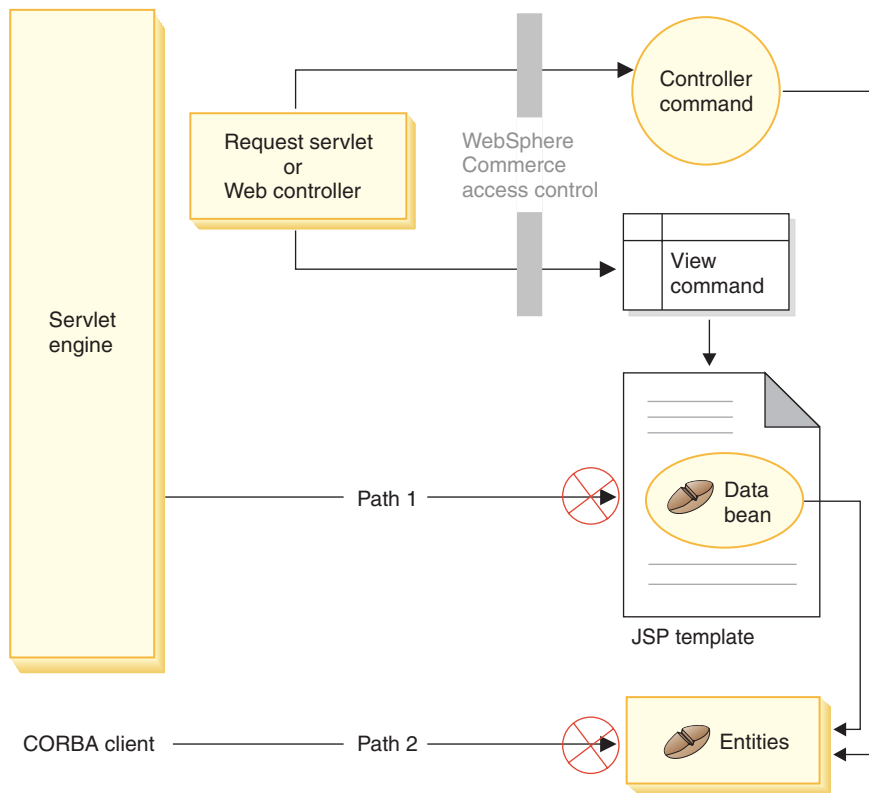 Controller
command
Request servlet
or
Web controller
WebSphere
Commerce
access control
View
command
Servlet
engine
Path 1
Data
bean
JSP template
CORBA client
Path 2
Entities